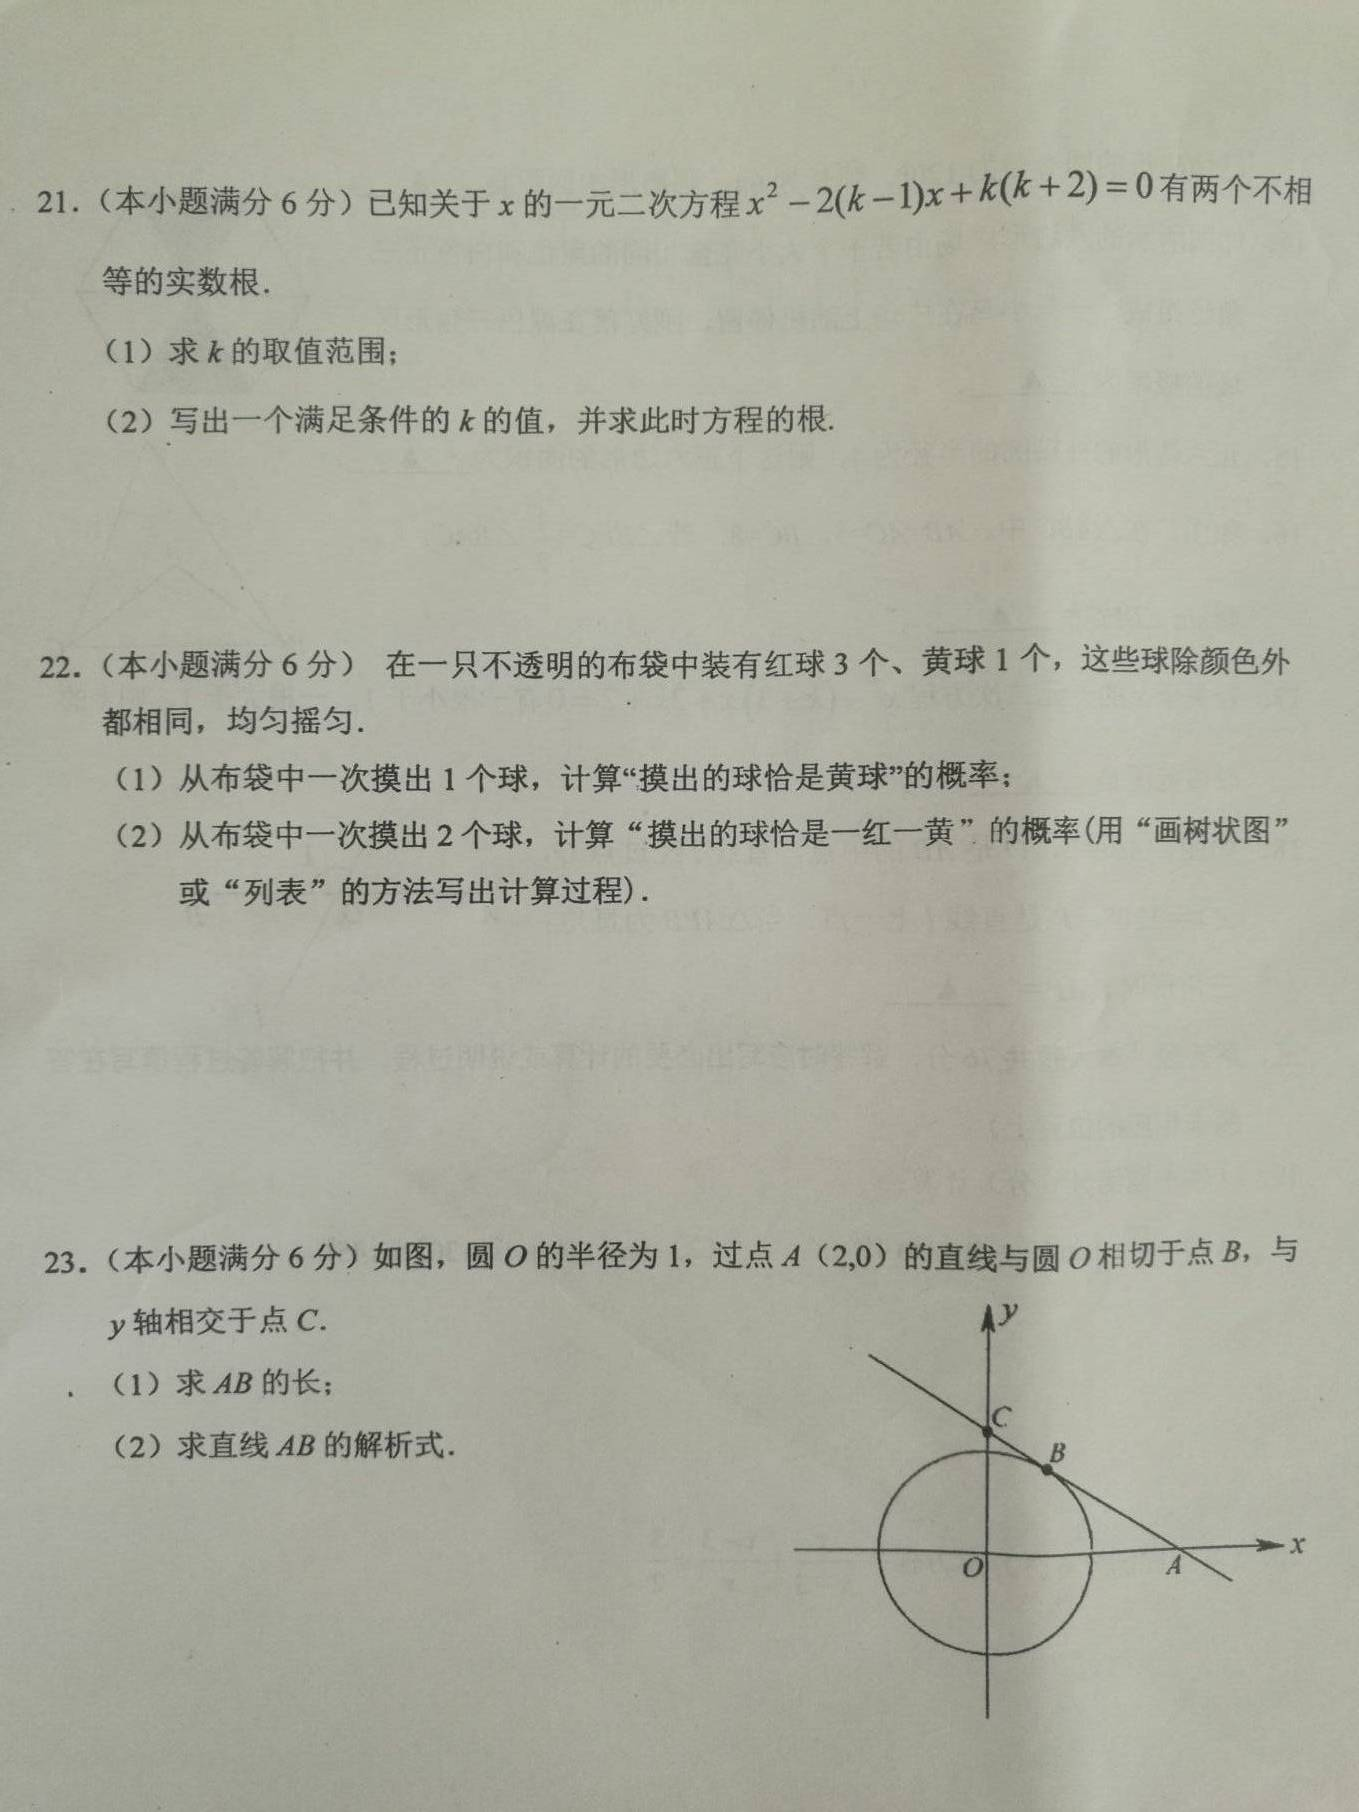 21.（本小题满分 6 分）已知关于 x 的一元二次方程 x² − 2(k − 1)x + k(k + 2) = 0 有两个不相
等的实数根.
（1）求 k 的取值范围；
（2）写出一个满足条件的 k 的值，并求此时方程的根.
22.（本小题满分 6 分） 在一只不透明的布袋中装有红球 3 个、黄球 1 个，这些球除颜色外
都相同，均匀摇匀.
（1）从布袋中一次摸出 1 个球，计算“摸出的球恰是黄球”的概率；
（2）从布袋中一次摸出 2 个球，计算“摸出的球恰是一红一黄”的概率(用“画树状图”
或“列表”的方法写出计算过程).
23.（本小题满分 6 分）如图，圆 O 的半径为 1，过点 A（2,0）的直线与圆 O 相切于点 B，与
y 轴相交于点 C.
（1）求 AB 的长；
（2）求直线 AB 的解析式.
y
C
B
O
A
x